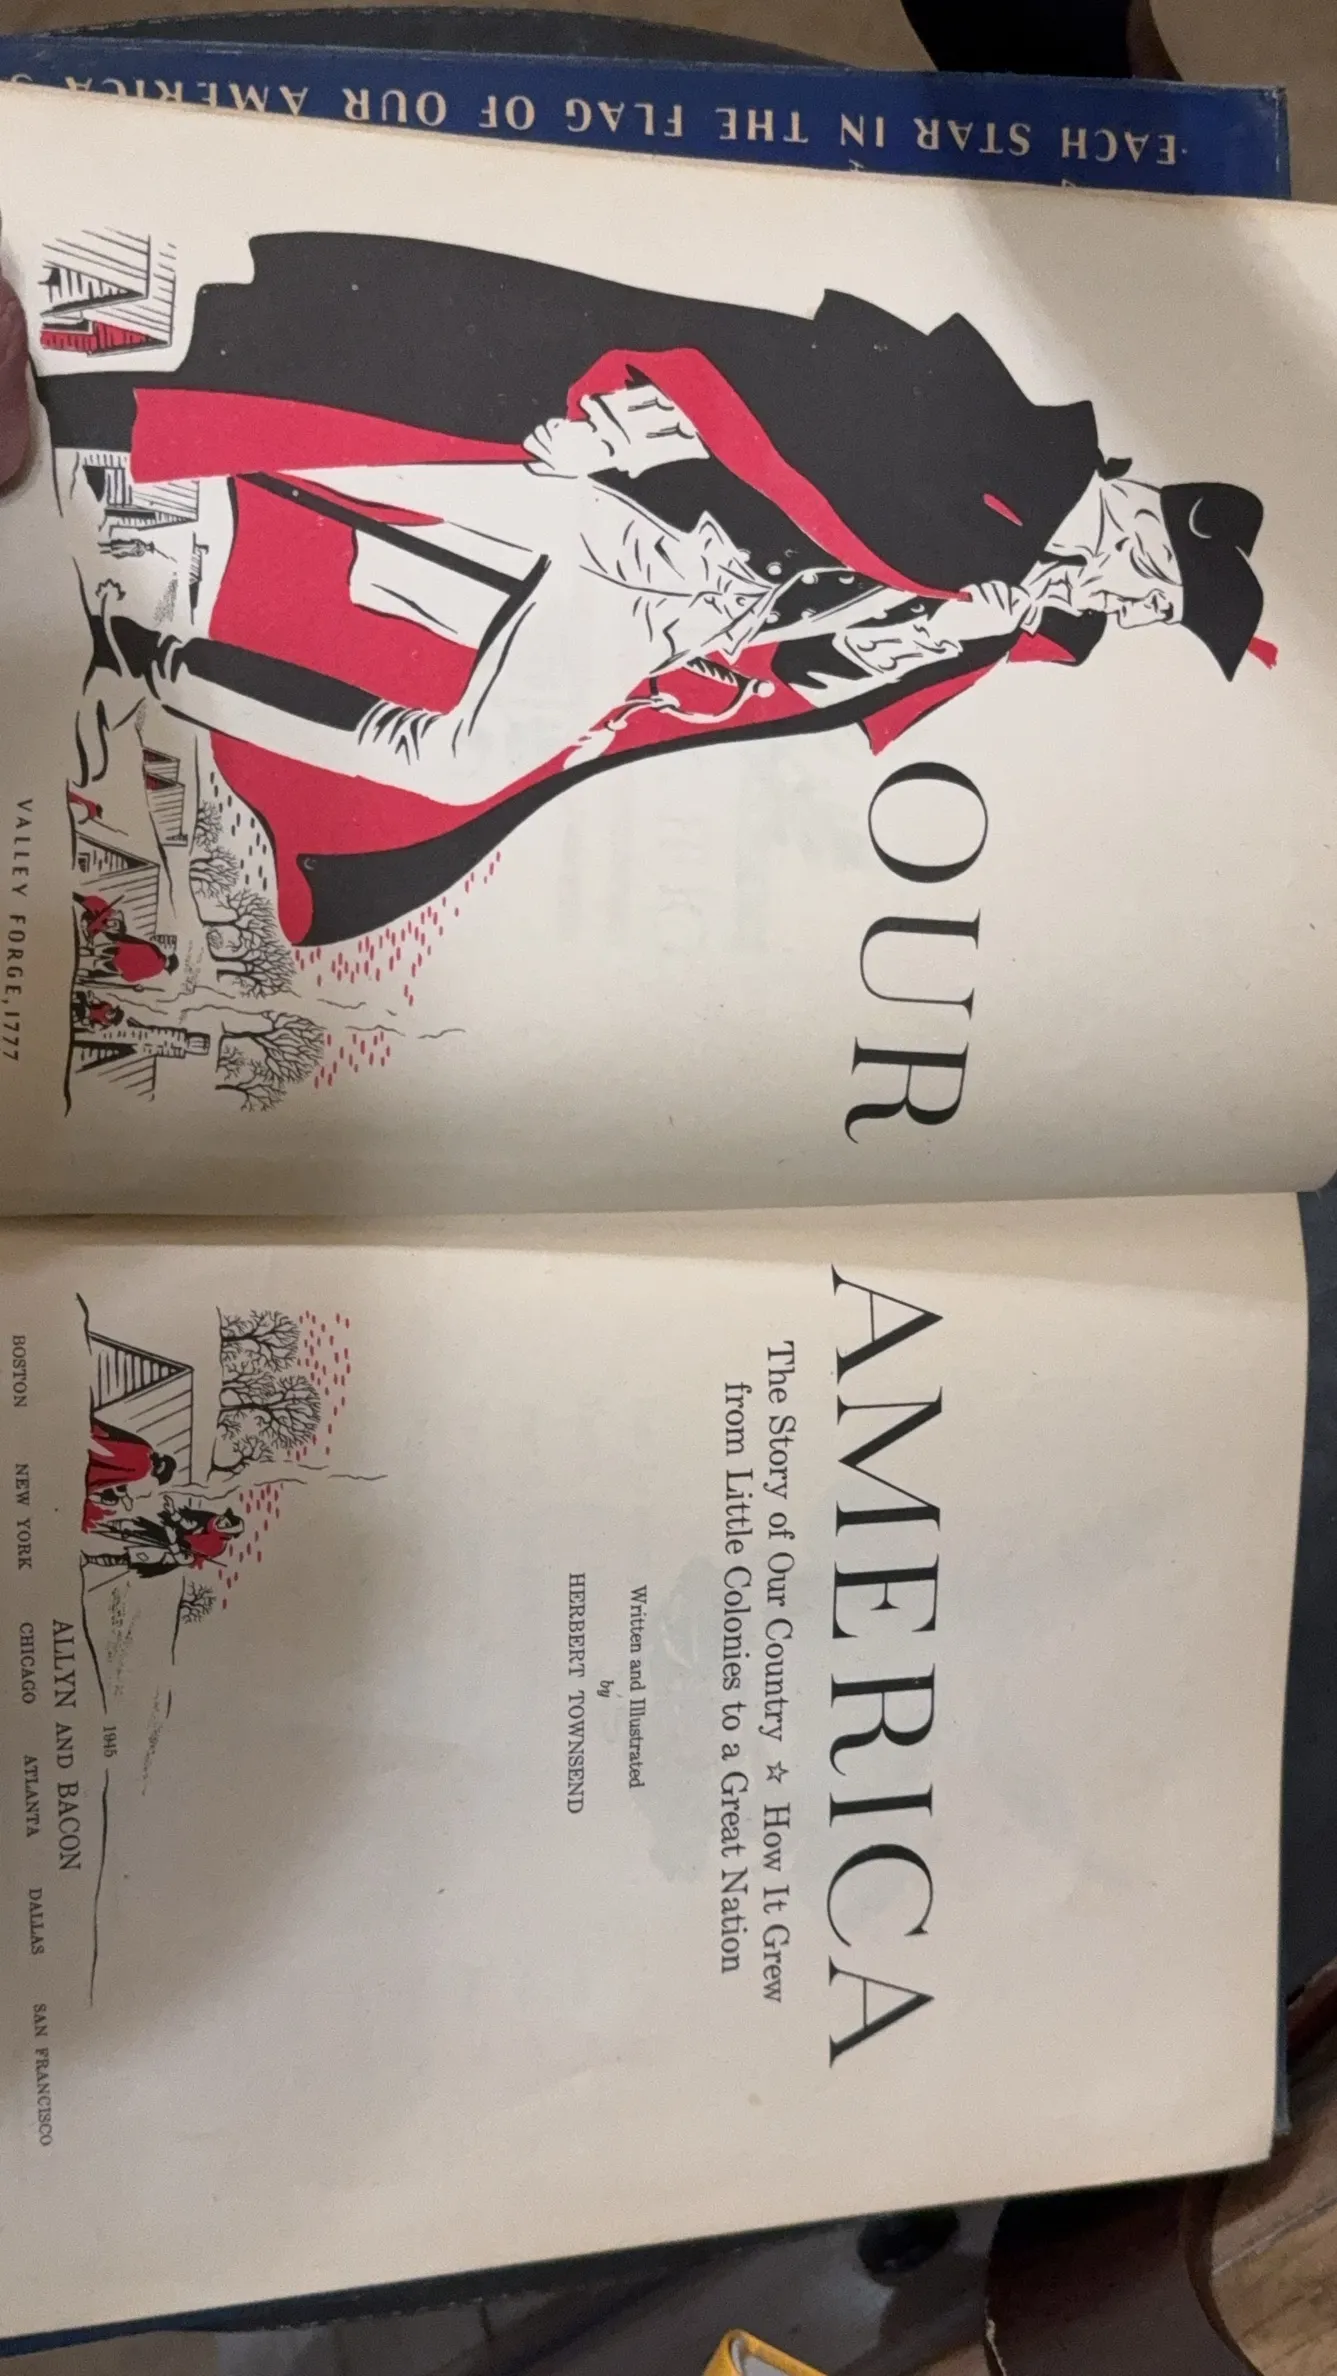 EACH STAR IN THE FLAG OF OUR AMERICA
OUR AMERICA
The Story of Our Country ☆ How It Grew
from Little Colonies to a Great Nation
Written and Illustrated
by
HERBERT TOWNSEND
VALLEY FORGE, 1777
1945
ALLYN AND BACON
BOSTON NEW YORK CHICAGO ATLANTA DALLAS SAN FRANCISCO